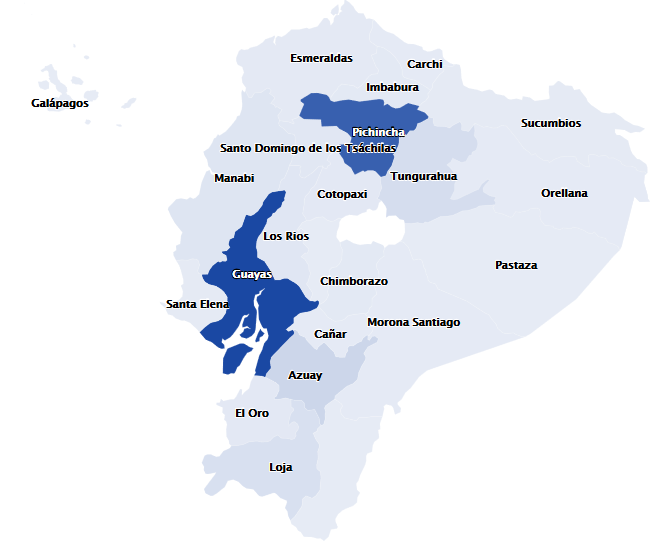 Esmeraldas
Carchi
Imbabura
Galápagos
Sucumbios
Pichincha
Santo Domingo de los Tsáchilas
Manabi
Tungurahua
Cotopaxi
Orellana
Los Rios
Pastaza
Guayas
Chimborazo
Santa Elena
Morona Santiago
Cañar
Azuay
El Oro
Loja